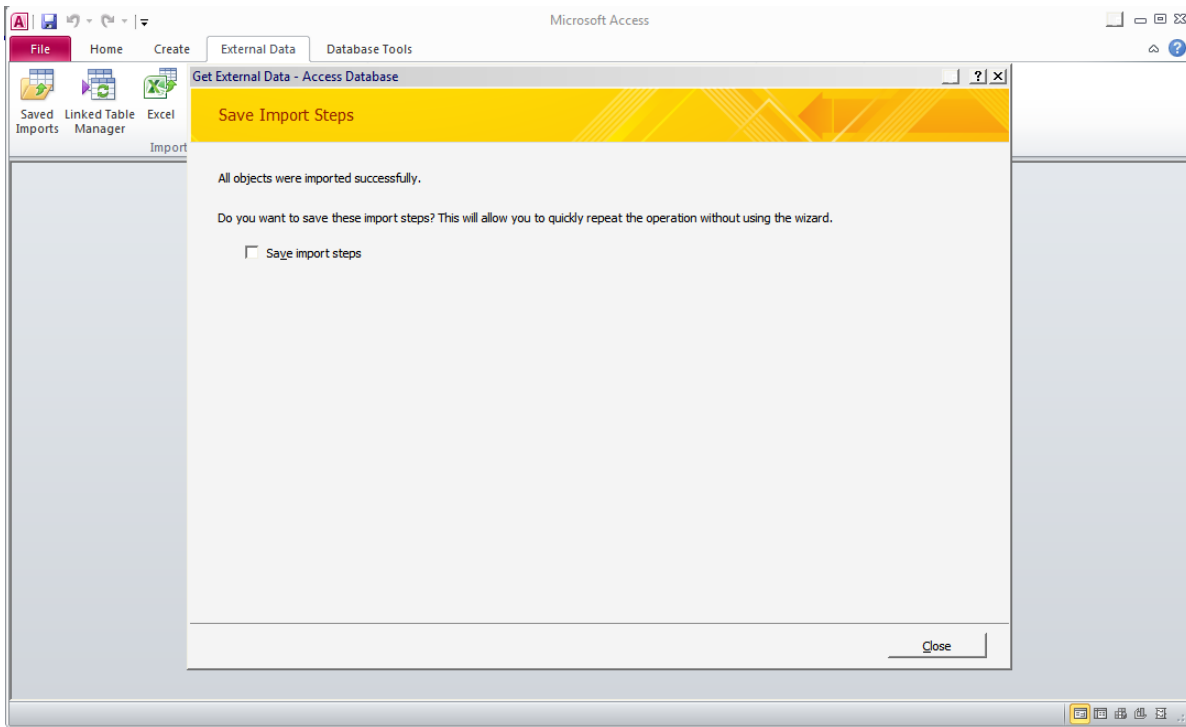 Microsoft Access
File Home Create External Data Database Tools
Get External Data - Access Database
Saved Imports
Linked Table Manager
Excel
Import
Save Import Steps
All objects were imported successfully.
Do you want to save these import steps? This will allow you to quickly repeat the operation without using the wizard.
Save import steps
Close